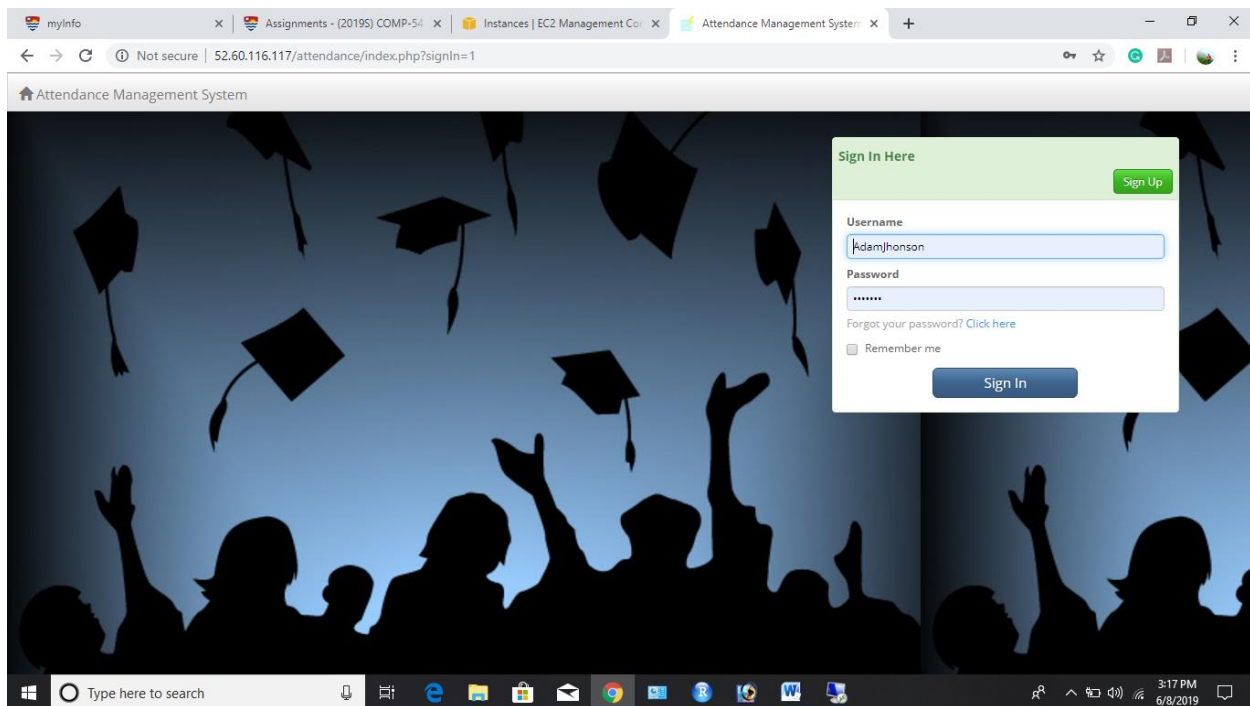 myInfo
Assignments - (2019S) COMP-54
Instances | EC2 Management Con
Attendance Management System
Not secure | 52.60.116.117/attendance/index.php?signIn=1
Attendance Management System
Sign In Here
Sign Up
Username
AdamJhonson
Password
•••••••
Forgot your password? Click here
Remember me
Sign In
Type here to search
3:17 PM
6/8/2019